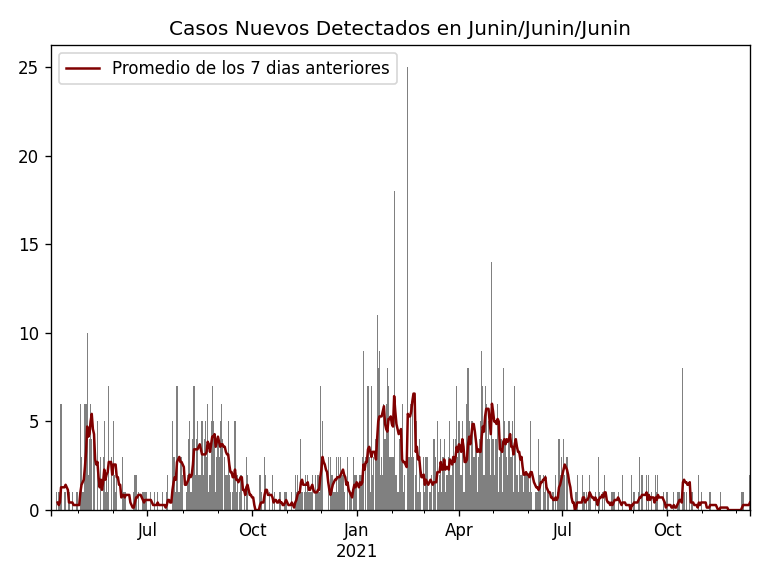 Casos Nuevos Detectados en Junin/Junin/Junin
Promedio de los 7 dias anteriores
25
20
15
10
5
0
Jul
Oct
Jan
2021
Apr
Jul
Oct